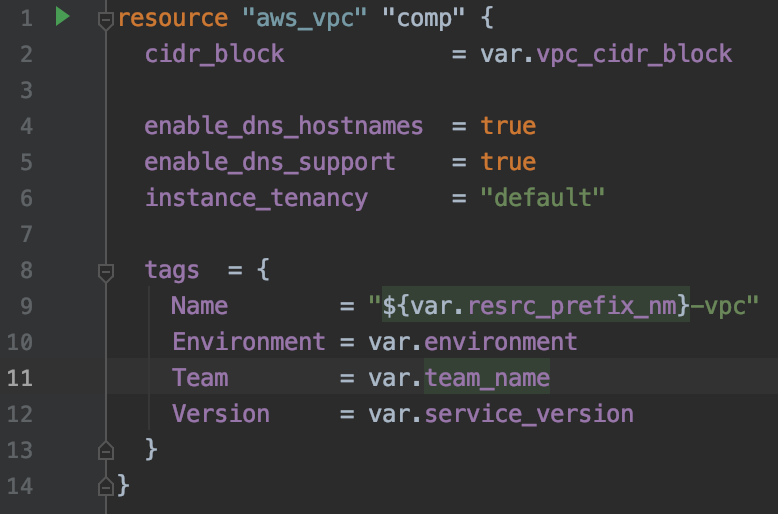 1 resource "aws_vpc" "comp" {
2 cidr_block = var.vpc_cidr_block
3
4 enable_dns_hostnames = true
5 enable_dns_support = true
6 instance_tenancy = "default"
7
8 tags = {
9 Name = "${var.resrc_prefix_nm}-vpc"
10 Environment = var.environment
11 Team = var.team_name
12 Version = var.service_version
13 }
14 }